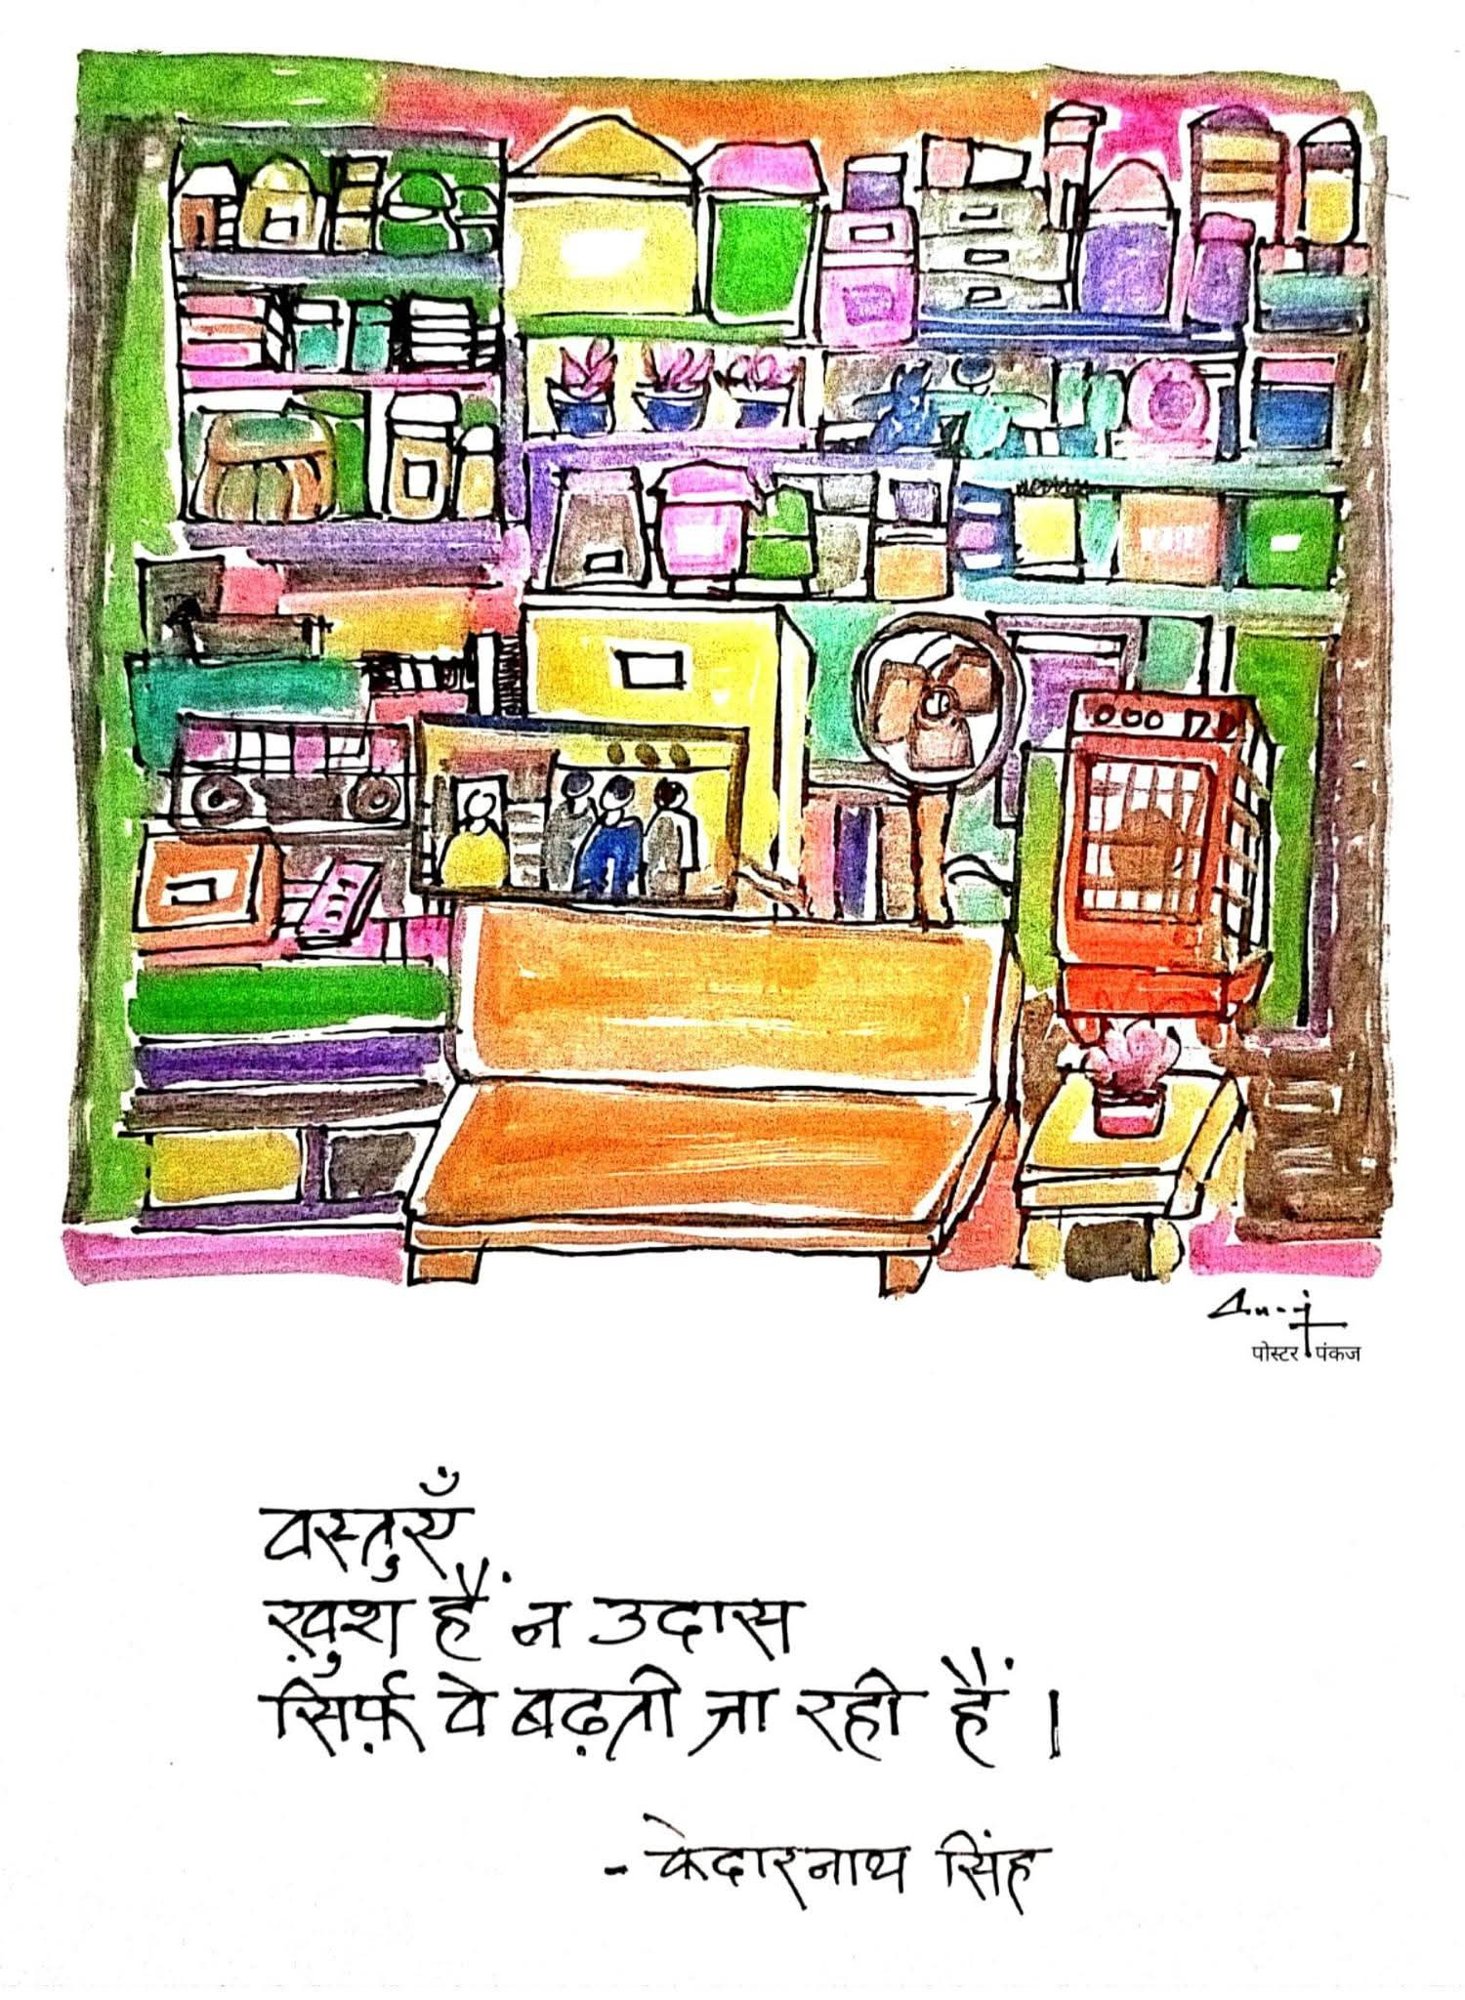 पोस्टर पंकज
वस्तुएँ
ख़ुश हैं न उदास
सिर्फ़ वे बढ़ती जा रही हैं।
- केदारनाथ सिंह